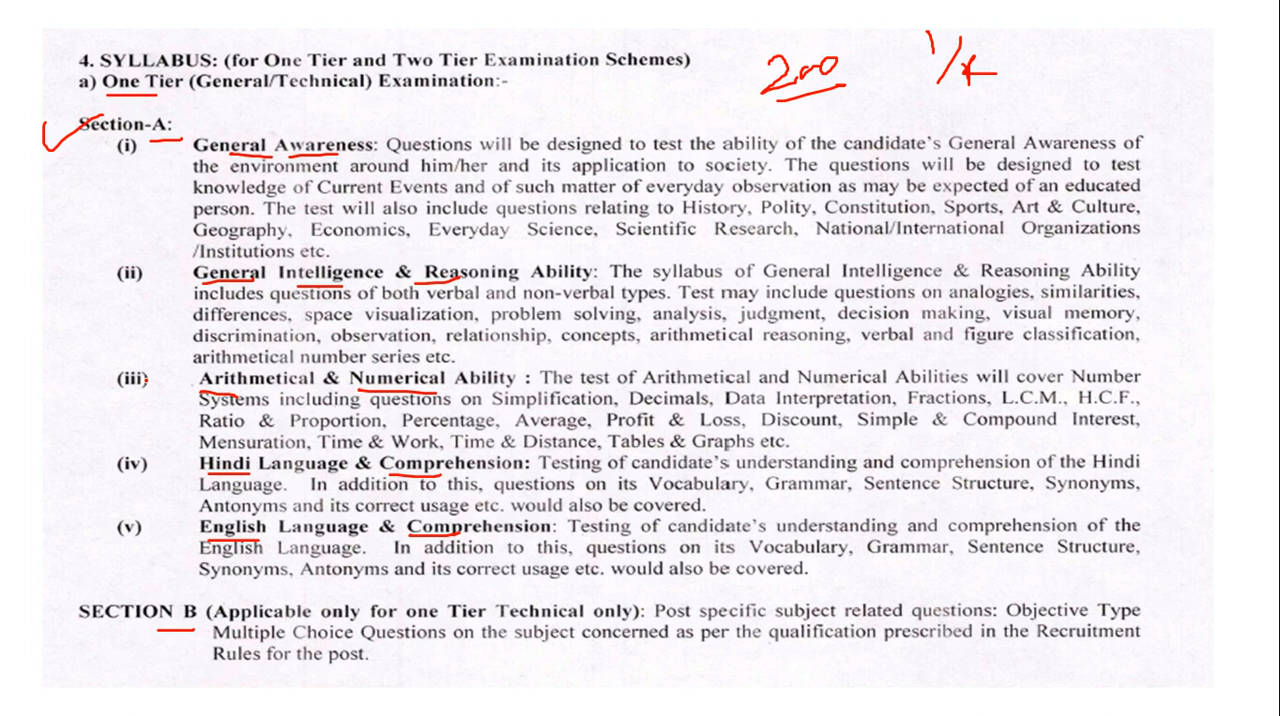 4. SYLLABUS: (for One Tier and Two Tier Examination Schemes)
200
a) One Tier (General/Technical) Examination:-
Section-A:
(i) General Awareness: Questions will be designed to test the ability of the candidate's General Awareness of
the environment around him/her and its application to society. The questions will be designed to test
knowledge of Current Events and of such matter of everyday observation as may be expected of an educated
person. The test will also include questions relating to History, Polity, Constitution, Sports, Art & Culture,
Geography, Economics, Everyday Science, Scientific Research, National/International Organizations
/Institutions etc.
(ii) General Intelligence & Reasoning Ability: The syllabus of General Intelligence & Reasoning Ability
includes questions of both verbal and non-verbal types. Test may include questions on analogies, similarities,
differences, space visualization, problem solving, analysis, judgment, decision making, visual memory,
discrimination, observation, relationship, concepts, arithmetical reasoning, verbal and figure classification,
arithmetical number series etc.
(iii) Arithmetical & Numerical Ability : The test of Arithmetical and Numerical Abilities will cover Number
Systems including questions on Simplification, Decimals, Data Interpretation, Fractions, L.C.M., H.C.F.,
Ratio & Proportion, Percentage, Average, Profit & Loss, Discount, Simple & Compound Interest,
Mensuration, Time & Work, Time & Distance, Tables & Graphs etc.
(iv) Hindi Language & Comprehension: Testing of candidate's understanding and comprehension of the Hindi
Language. In addition to this, questions on its Vocabulary, Grammar, Sentence Structure, Synonyms,
Antonyms and its correct usage etc. would also be covered.
(v) English Language & Comprehension: Testing of candidate's understanding and comprehension of the
English Language. In addition to this, questions on its Vocabulary, Grammar, Sentence Structure,
Synonyms, Antonyms and its correct usage etc. would also be covered.
SECTION B (Applicable only for one Tier Technical only): Post specific subject related questions: Objective Type
Multiple Choice Questions on the subject concerned as per the qualification prescribed in the Recruitment
Rules for the post.